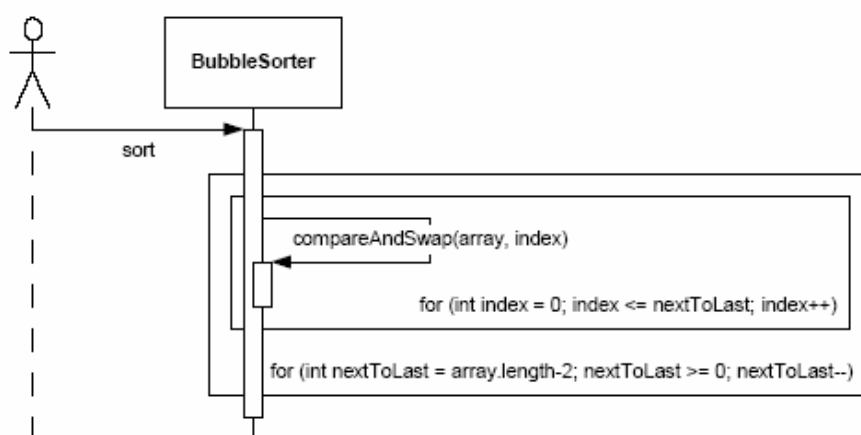 BubbleSorter
sort
compareAndSwap(array, index)
for (int index = 0; index <= nextToLast; index++)
for (int nextToLast = array.length-2; nextToLast >= 0; nextToLast--)